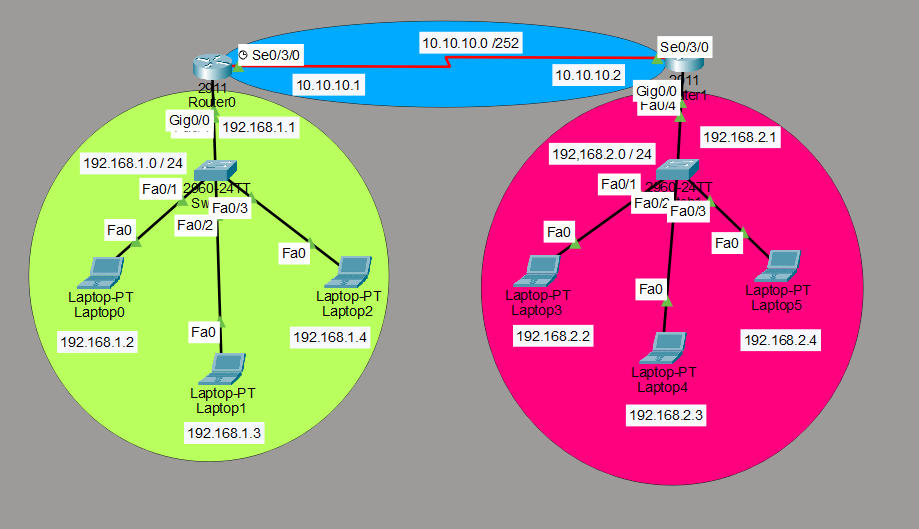 10.10.10.0 /252
Se0/3/0
Se0/3/0
10.10.10.1
10.10.10.2
2911
Router0
2911
Gig0/0
Fa0/4
Gig0/0
192.168.1.1
192.168.2.1
192.168.1.0 / 24
192,168.2.0 / 24
2960-24TT
2960-24TT
Fa0/1
Fa0/2
Fa0/3
Fa0/1
Fa0/2
Fa0/3
Fa0
Fa0
Fa0
Fa0
Fa0
Fa0
Laptop-PT
Laptop0
192.168.1.2
Laptop-PT
Laptop2
192.168.1.4
Laptop-PT
Laptop1
192.168.1.3
Laptop-PT
Laptop3
192.168.2.2
Laptop-PT
Laptop5
192.168.2.4
Laptop-PT
Laptop4
192.168.2.3